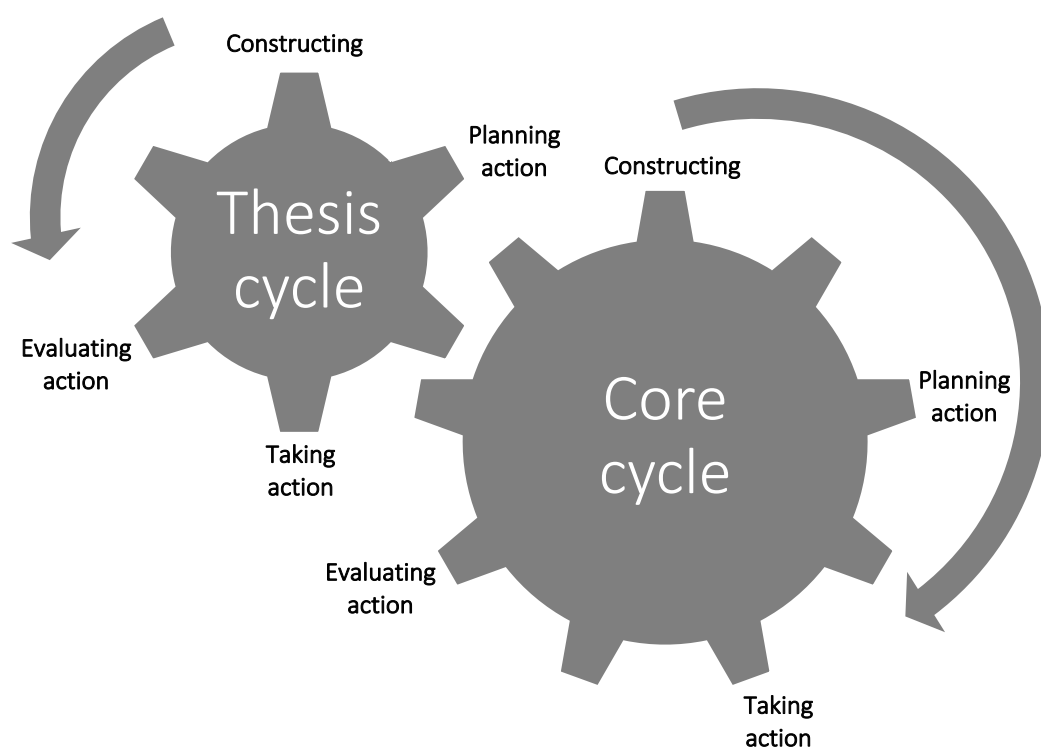 Constructing
Planning
action
Thesis
cycle
Evaluating
action
Taking
action
Constructing
Planning
action
Core
cycle
Evaluating
action
Taking
action